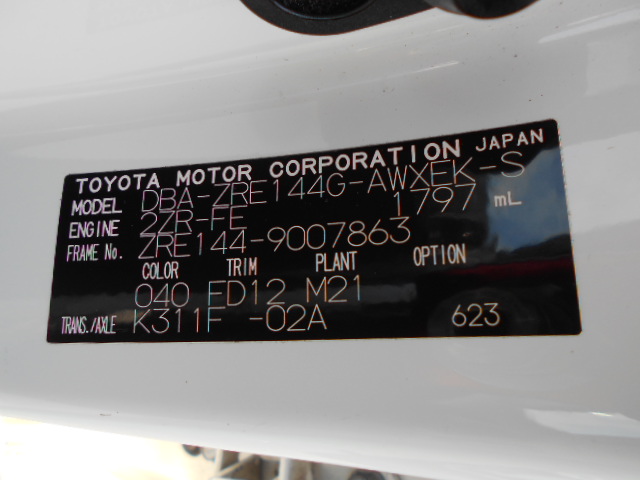 TOYOTA MOTOR CORPORATION JAPAN
MODEL DBA-ZRE144G-AWXEK-S
ENGINE 2ZR-FE 1797 mL
FRAME No. ZRE144-9007863
COLOR TRIM PLANT OPTION
040 FD12 M21
TRANS./AXLE K311F -02A 623